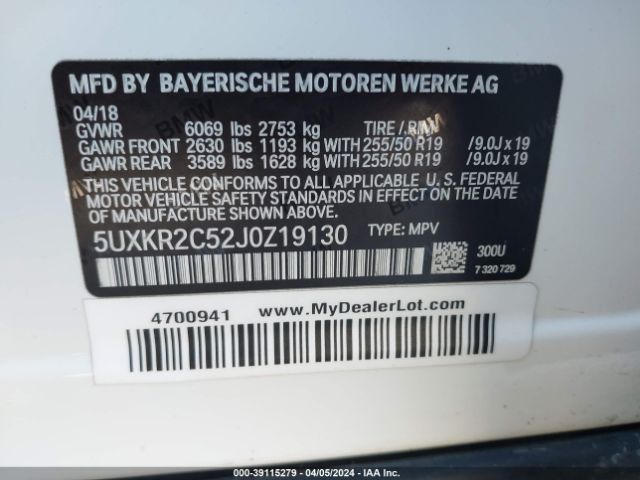 MFD BY BAYERISCHE MOTOREN WERKE AG
04/18
GVWR 6069 lbs 2753 kg TIRE / RIM
GAWR FRONT 2630 lbs 1193 kg WITH 255/50 R19 / 9.0J x 19
GAWR REAR 3589 lbs 1628 kg WITH 255/50 R19 / 9.0J x 19
THIS VEHICLE CONFORMS TO ALL APPLICABLE U. S. FEDERAL
MOTOR VEHICLE SAFETY STANDARDS IN EFFECT ON THE DATE OF
MANUFACTURE SHOWN ABOVE.
5UXKR2C52J0Z19130 TYPE: MPV
300U
7 320 729
4700941 www.MyDealerLot.com
000-39115279 - 04/05/2024 - IAA Inc.